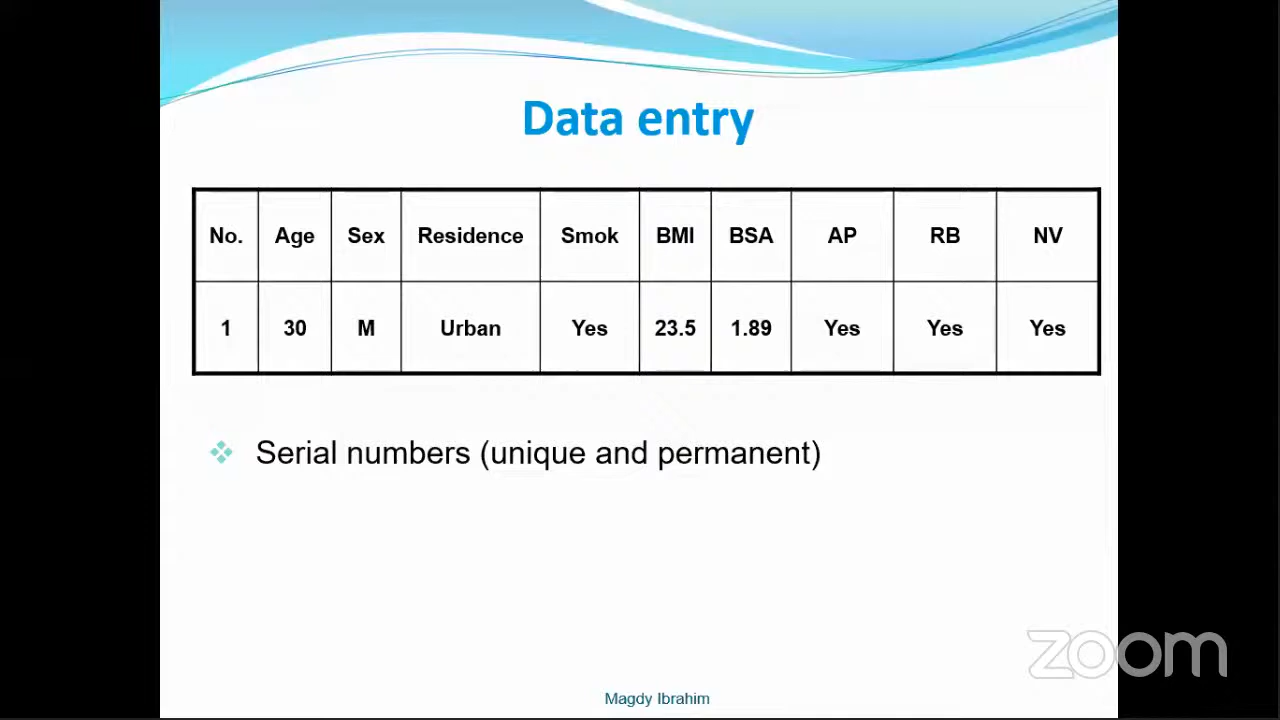 Data entry
No. Age Sex Residence Smok BMI BSA AP RB NV
1 30 M Urban Yes 23.5 1.89 Yes Yes Yes
Serial numbers (unique and permanent)
zoom
Magdy Ibrahim